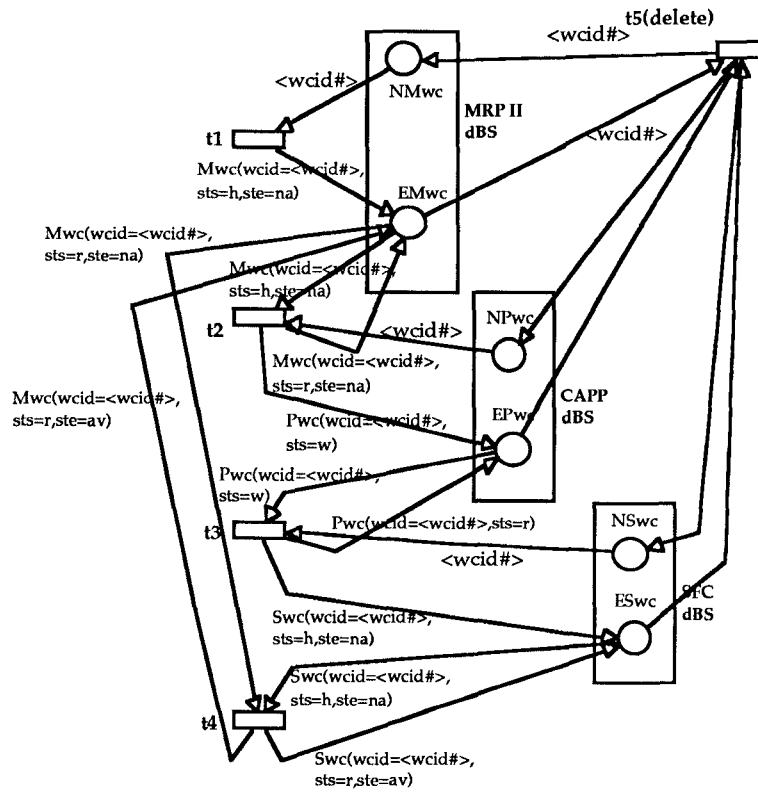 t5(delete)
<wcid#>
<wcid#>
NMwc
MRP II
dBS
<wcid#>
t1
Mwc(wcid=<wcid#>,
sts=h,ste=na)
EMwc
Mwc(wcid=<wcid#>,
sts=r,ste=na)
Mwc(wcid=<wcid#>,
sts=h,ste=na)
t2
<wcid#>
NPwc
Mwc(wcid=<wcid#>,
sts=r,ste=na)
CAPP
dBS
Mwc(wcid=<wcid#>,
sts=r,ste=av)
Pwc(wcid=<wcid#>,
sts=w)
EPwc
Pwc(wcid=<wcid#>,
sts=w)
t3
Pwc(wcid=<wcid#>,sts=r)
NSwc
<wcid#>
ESwc
SFC
dBS
Swc(wcid=<wcid#>,
sts=h,ste=na)
Swc(wcid=<wcid#>,
sts=h,ste=na)
t4
Swc(wcid=<wcid#>,
sts=r,ste=av)